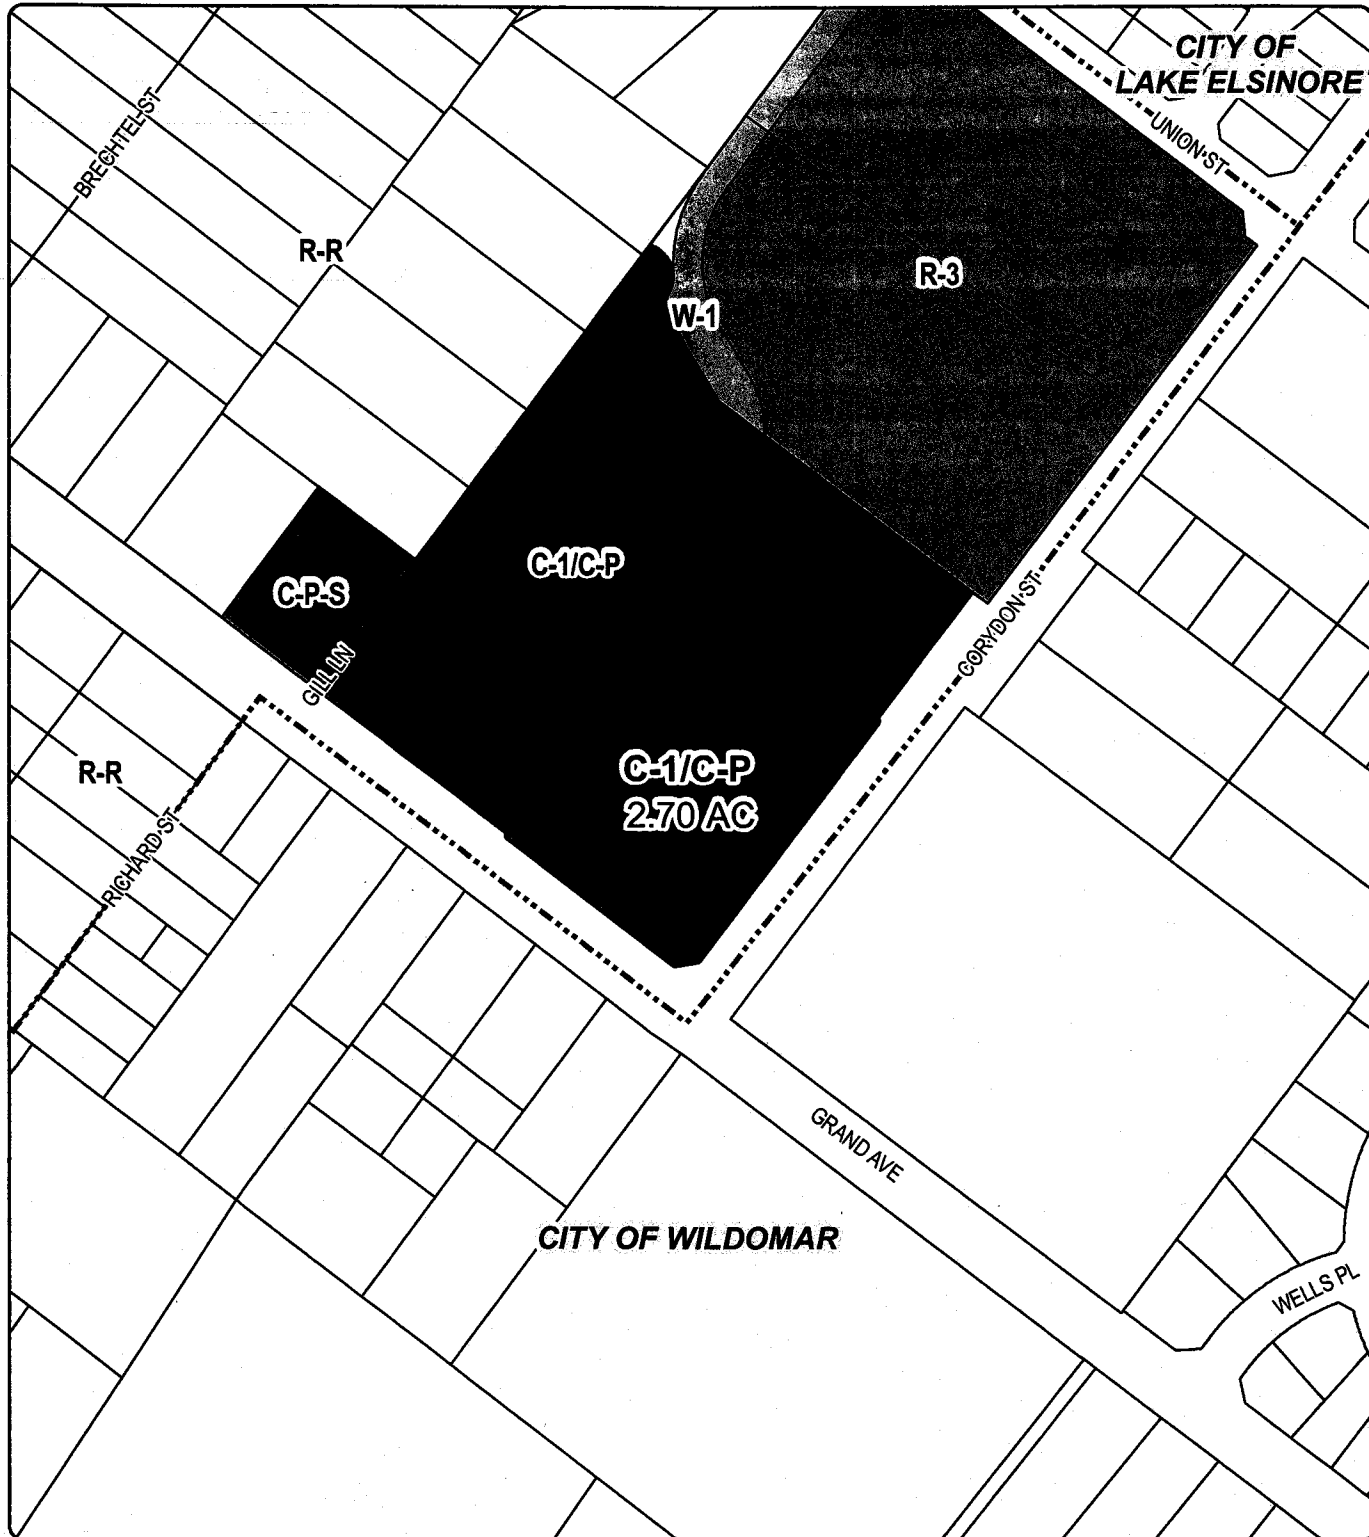 CITY OF
LAKE ELSINORE
BRECHTEL ST
UNION ST
R-R
R-3
W-1
C-1/C-P
C-P-S
GILL LN
CORYDON ST
R-R
C-1/C-P
2.70 AC
RICHARD ST
GRAND AVE
CITY OF WILDOMAR
WELLS PL